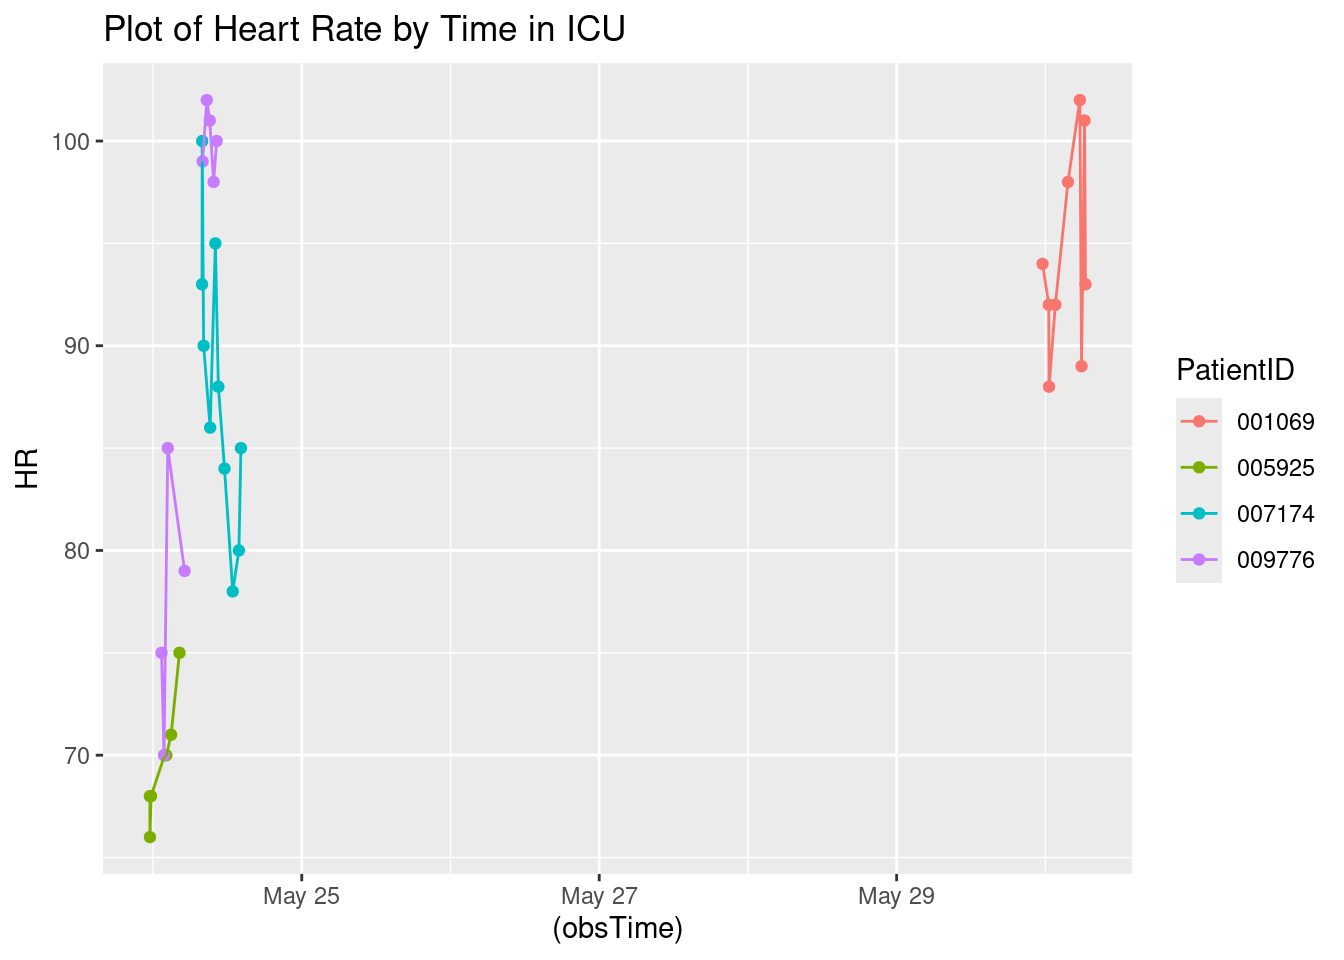 Plot of Heart Rate by Time in ICU
HR
100
90
80
70
May 25
May 27
May 29
(obsTime)
PatientID
001069
005925
007174
009776